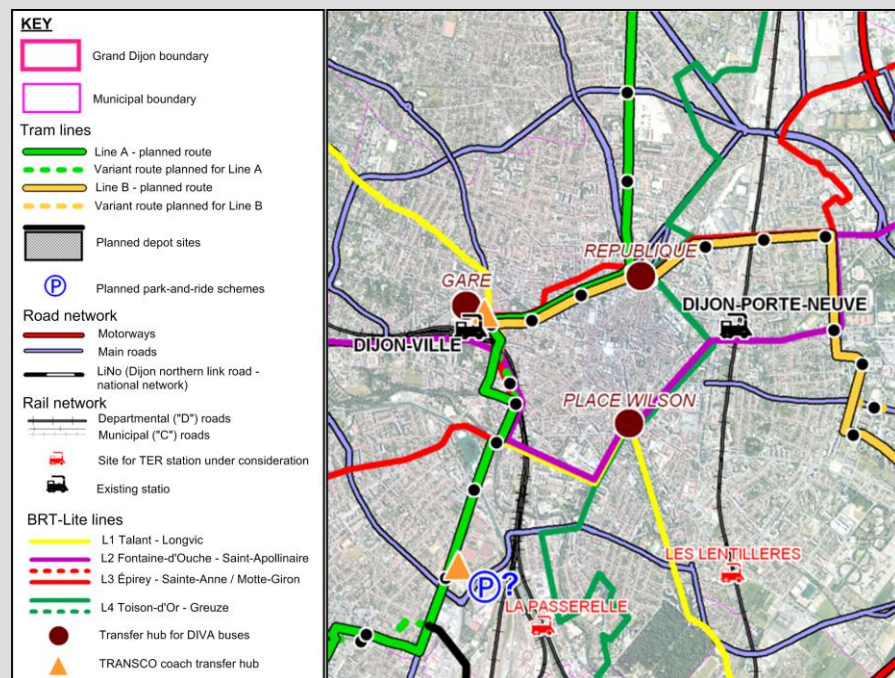 KEY
Grand Dijon boundary
Municipal boundary
Tram lines
Line A - planned route
Variant route planned for Line A
Line B - planned route
Variant route planned for Line B
Planned depot sites
P
Planned park-and-ride schemes
Road network
Motorways
Main roads
LiNo (Dijon northern link road -
national network)
Rail network
Departmental ("D") roads
Municipal ("C") roads
Site for TER station under consideration
Existing statio
BRT-Lite lines
L1 Talant - Longvic
L2 Fontaine-d'Ouche - Saint-Apollinaire
L3 Épirey - Sainte-Anne / Motte-Giron
L4 Toison-d'Or - Greuze
Transfer hub for DIVA buses
TRANSCO coach transfer hub
REPUBLIQUE
GARE
DIJON-PORTE-NEUVE
DIJON-VILLE
PLACE WILSON
LES LENTILLERES
P?
LA PASSERELLE